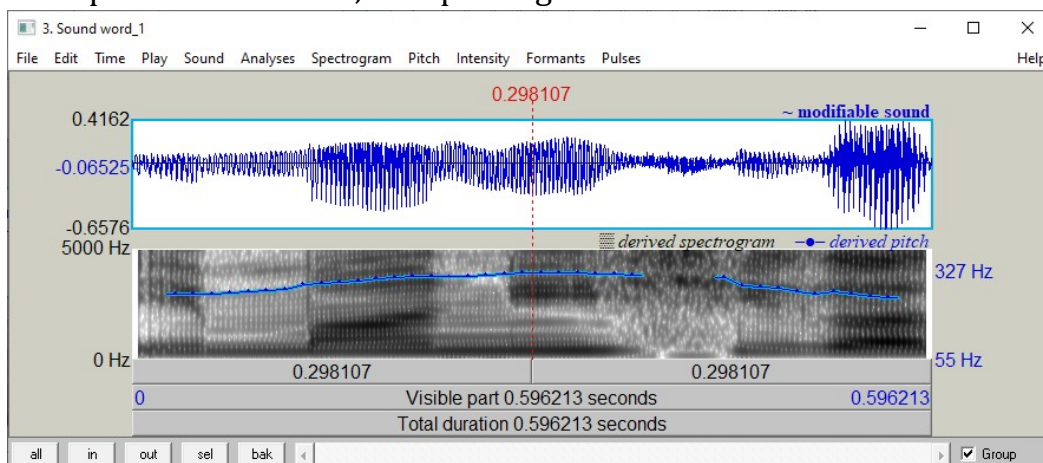 3. Sound word_1
File Edit Time Play Sound Analyses Spectrogram Pitch Intensity Formants Pulses Help
0.298107
0.4162 ~ modifiable sound
-0.06525
-0.6576
5000 Hz derived spectrogram derived pitch
327 Hz
0 Hz 55 Hz
0.298107 0.298107
0 Visible part 0.596213 seconds 0.596213
Total duration 0.596213 seconds
all in out sel bak Group